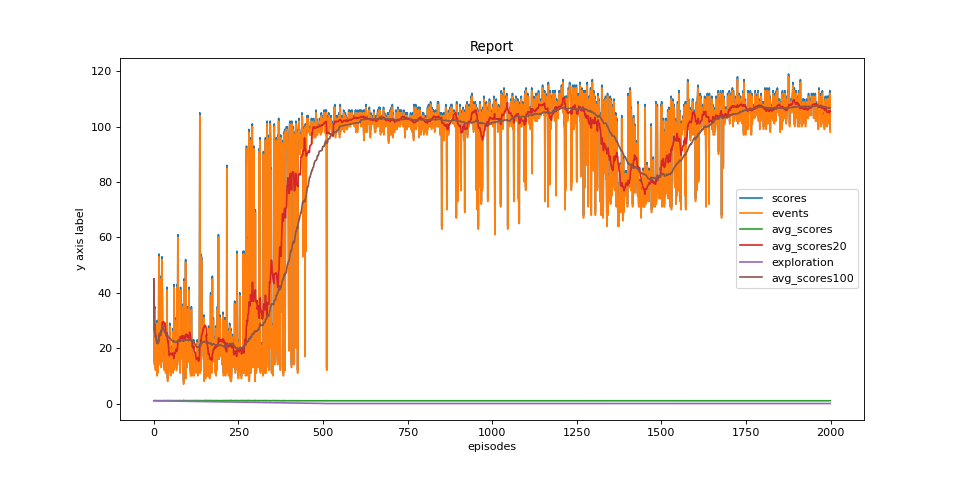 Report
120
100
80
60
40
20
0
y axis label
0
250
500
750
1000
1250
1500
1750
2000
episodes
scores
events
avg_scores
avg_scores20
exploration
avg_scores100